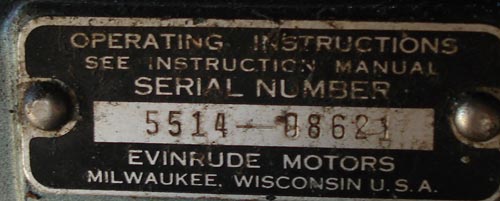 OPERATING INSTRUCTIONS
SEE INSTRUCTION MANUAL
SERIAL NUMBER
5514-08621
EVINRUDE MOTORS
MILWAUKEE, WISCONSIN U.S.A.